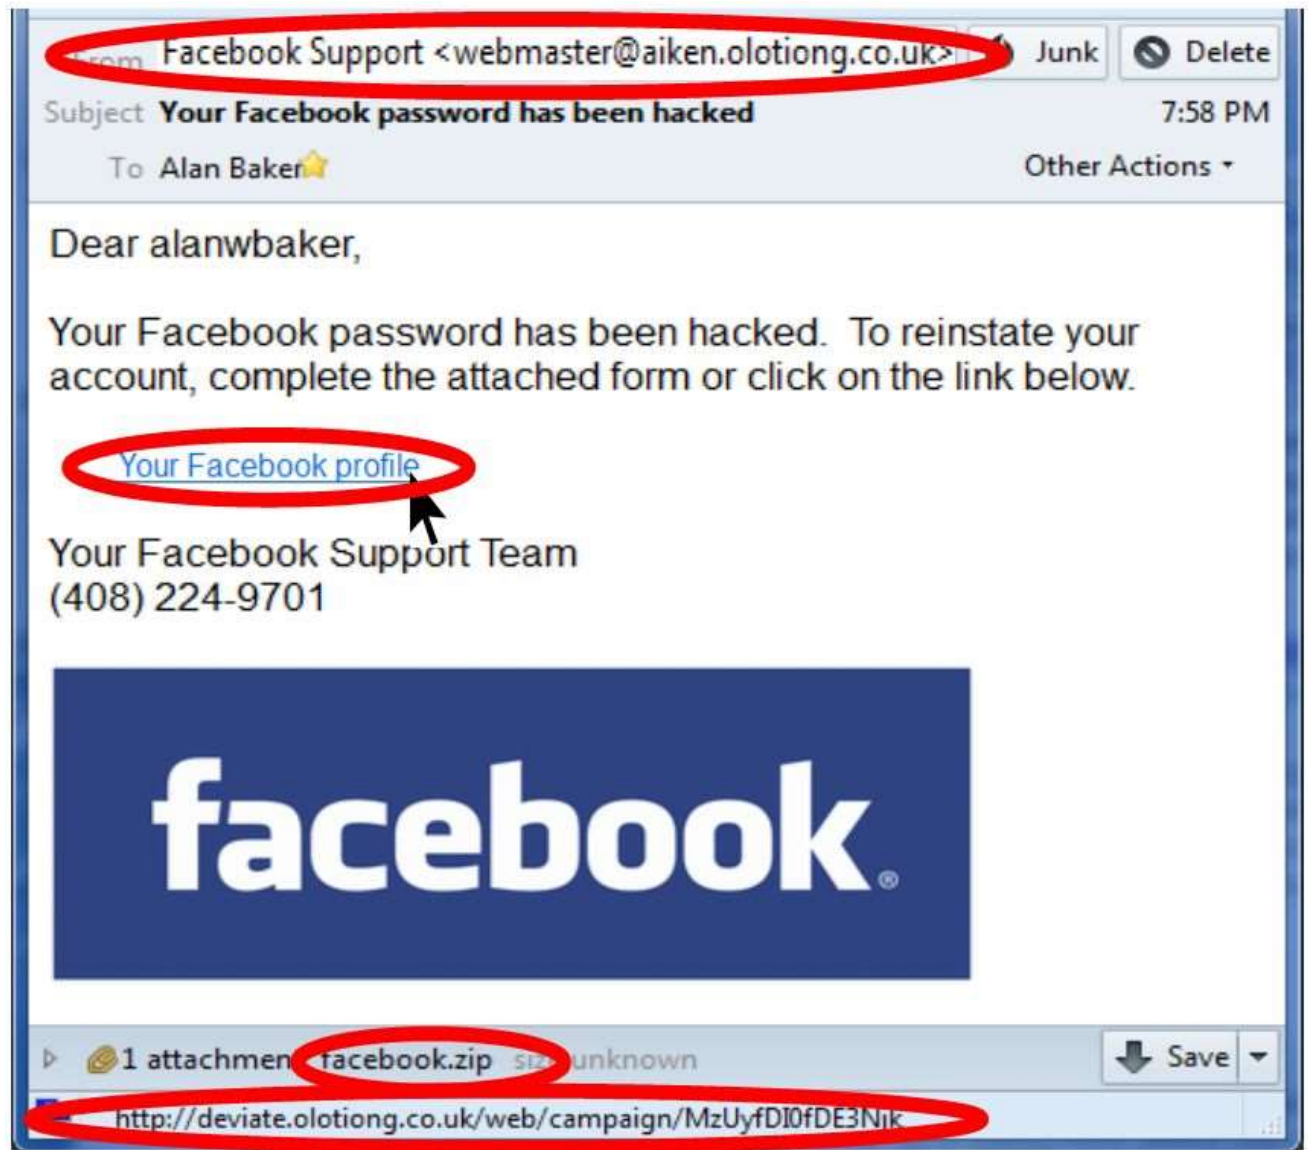 From Facebook Support <webmaster@aiken.olotiong.co.uk> Junk Delete
Subject Your Facebook password has been hacked 7:58 PM
To Alan Baker Other Actions
Dear alanwbaker,
Your Facebook password has been hacked. To reinstate your
account, complete the attached form or click on the link below.
Your Facebook profile
Your Facebook Support Team
(408) 224-9701
facebook®
1 attachment facebook.zip size unknown Save
http://deviate.olotiong.co.uk/web/campaign/MzUyfDI0fDE3Njk